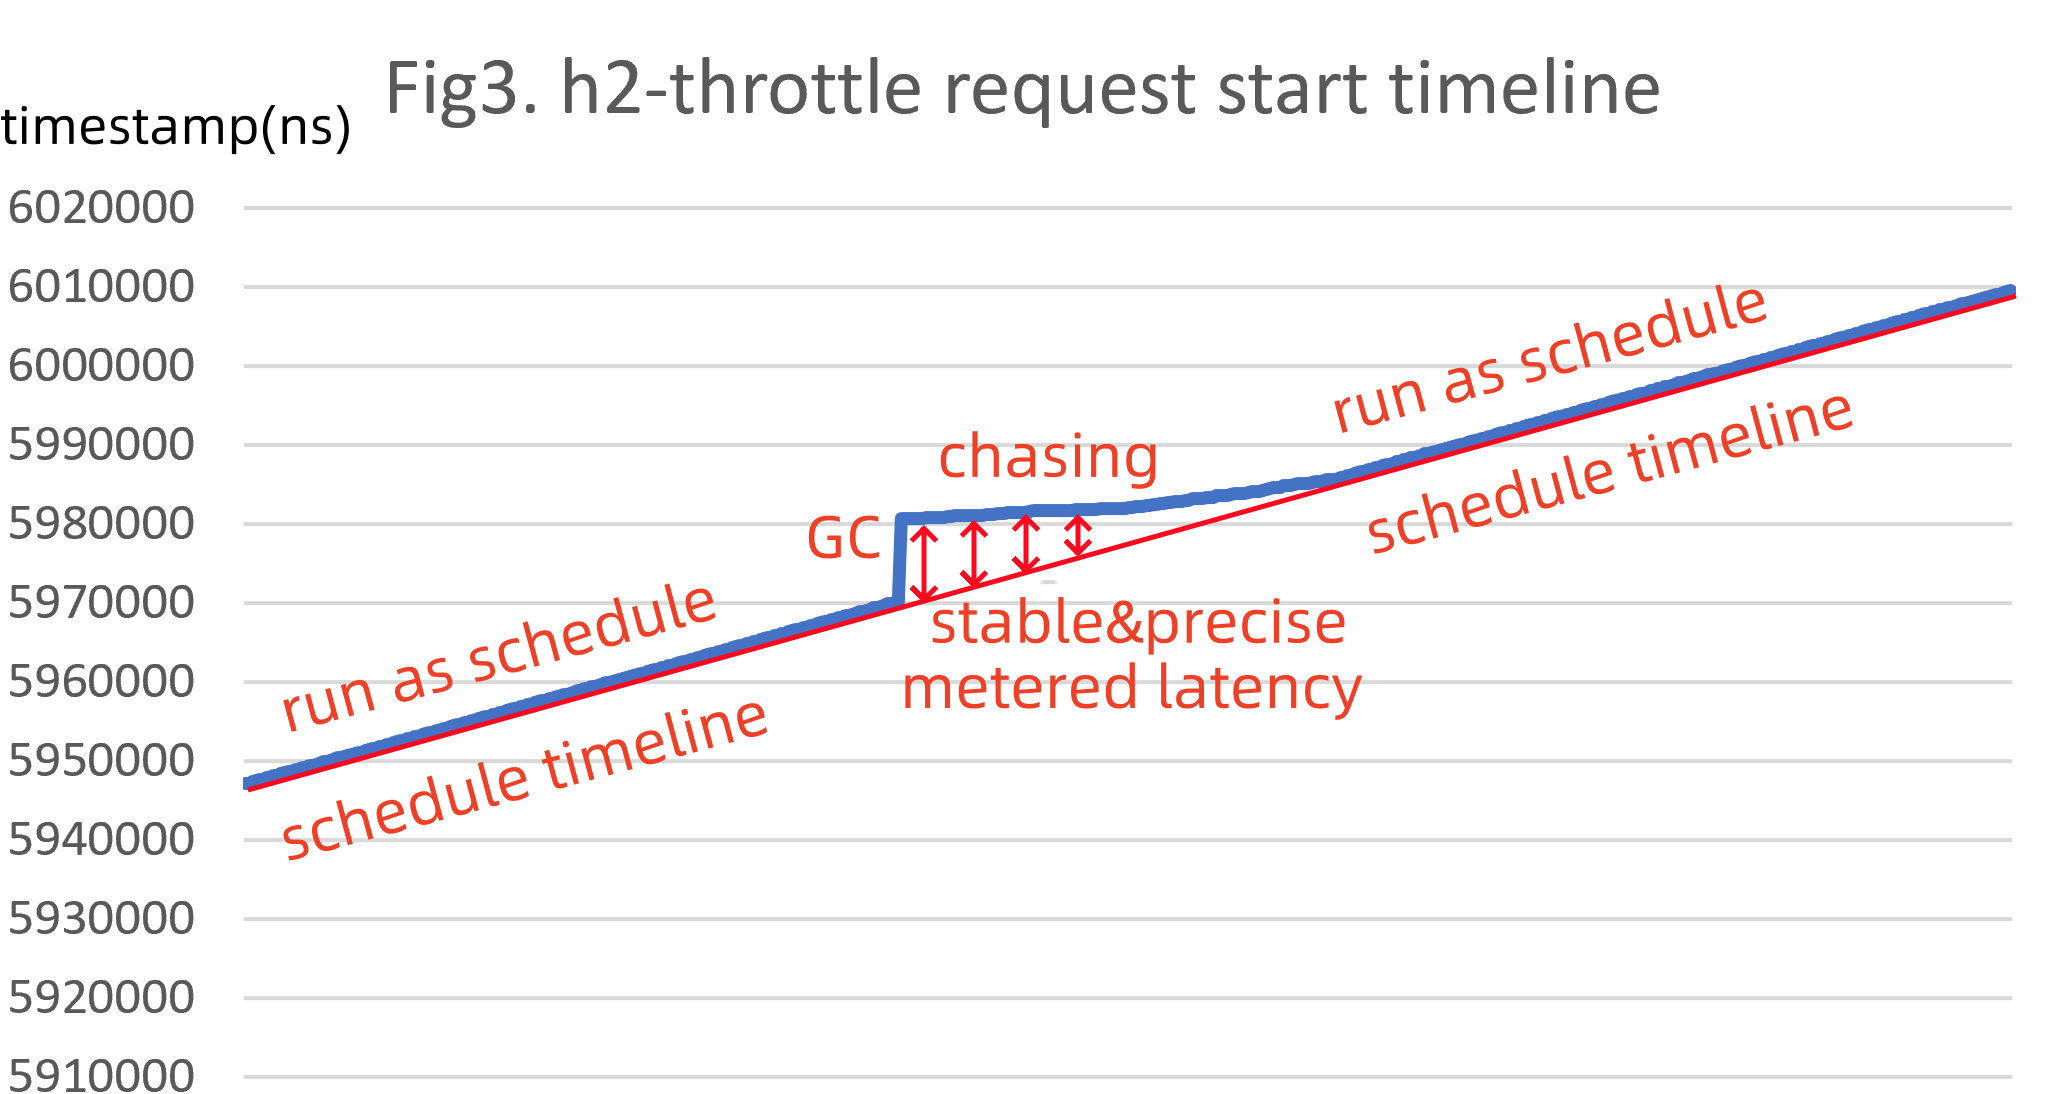 Fig3. h2-throttle request start timeline
timestamp(ns)
6020000
6010000
6000000
5990000
5980000
5970000
5960000
5950000
5940000
5930000
5920000
5910000
run as schedule
schedule timeline
GC
chasing
stable&precise
metered latency
run as schedule
schedule timeline